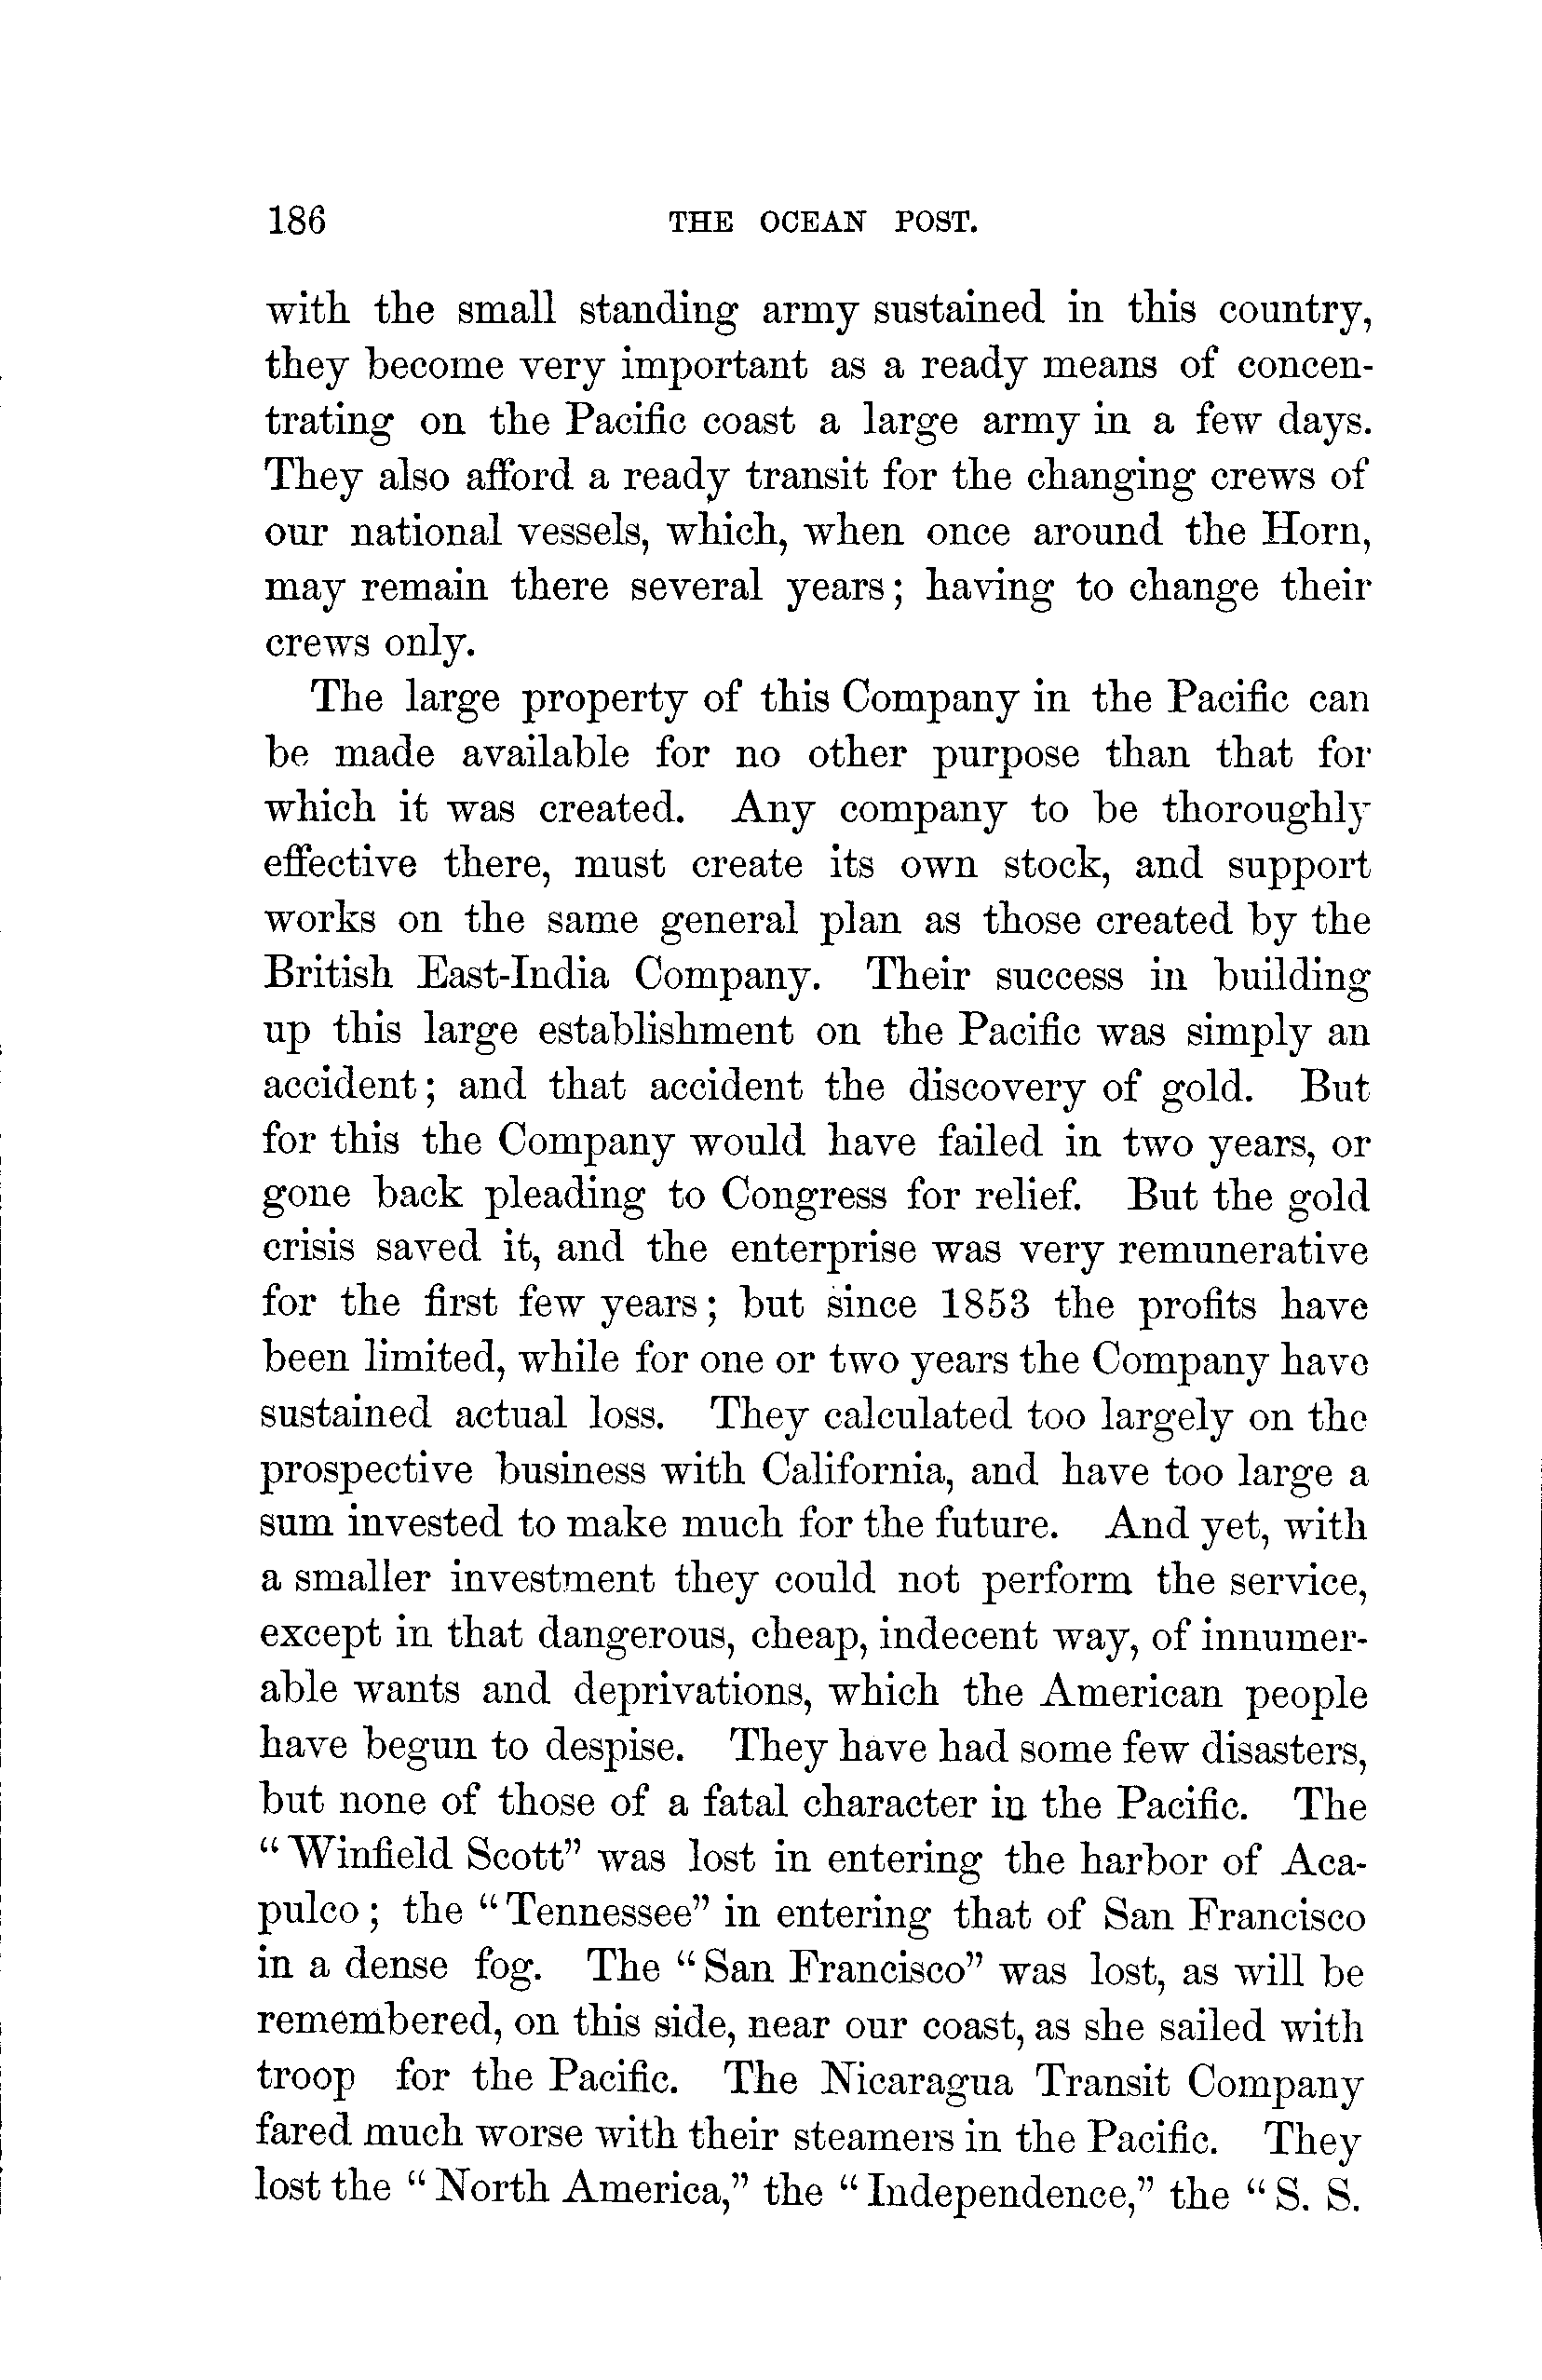 186 THE OCEAN POST.
with the small standing army sustained in this country,
they become very important as a ready means of concen-
trating on the Pacific coast a large army in a few days.
They also afford a ready transit for the changing crews of
our national vessels, which, when once around the Horn,
may remain there several years; having to change their
crews only.
The large property of this Company in the Pacific can
be made available for no other purpose than that for
which it was created. Any company to be thoroughly
effective there, must create its own stock, and support
works on the same general plan as those created by the
British East-India Company. Their success in building
up this large establishment on the Pacific was simply an
accident; and that accident the discovery of gold. But
for this the Company would have failed in two years, or
gone back pleading to Congress for relief. But the gold
crisis saved it, and the enterprise was very remunerative
for the first few years; but since 1853 the profits have
been limited, while for one or two years the Company have
sustained actual loss. They calculated too largely on the
prospective business with California, and have too large a
sum invested to make much for the future. And yet, with
a smaller investment they could not perform the service,
except in that dangerous, cheap, indecent way, of innumer-
able wants and deprivations, which the American people
have begun to despise. They have had some few disasters,
but none of those of a fatal character in the Pacific. The
"Winfield Scott" was lost in entering the harbor of Aca-
pulco; the "Tennessee" in entering that of San Francisco
in a dense fog. The "San Francisco" was lost, as will be
remembered, on this side, near our coast, as she sailed with
troop for the Pacific. The Nicaragua Transit Company
fared much worse with their steamers in the Pacific. They
lost the "North America," the "Independence," the "S. S.